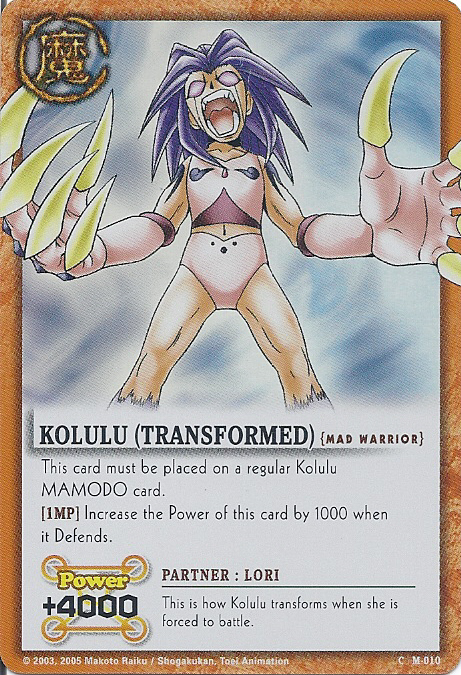 魔
KOLULU (TRANSFORMED) {MAD WARRIOR}
This card must be placed on a regular Kolulu
MAMODO card.
[1MP] Increase the Power of this card by 1000 when
it Defends.
Power
+4000
PARTNER : LORI
This is how Kolulu transforms when she is
forced to battle.
© 2003, 2005 Makoto Raiku / Shogakukan, Toei Animation
C M-010